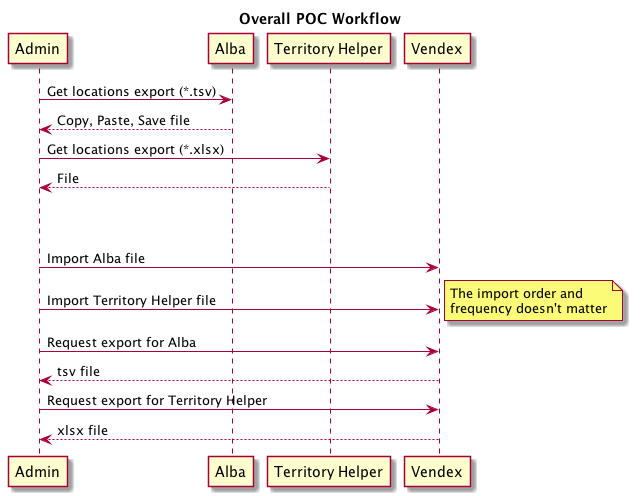 Overall POC Workflow
Admin
Alba
Territory Helper
Vendex
Get locations export (*.tsv)
Copy, Paste, Save file
Get locations export (*.xlsx)
File
Import Alba file
The import order and
frequency doesn't matter
Import Territory Helper file
Request export for Alba
tsv file
Request export for Territory Helper
xlsx file
Admin
Alba
Territory Helper
Vendex